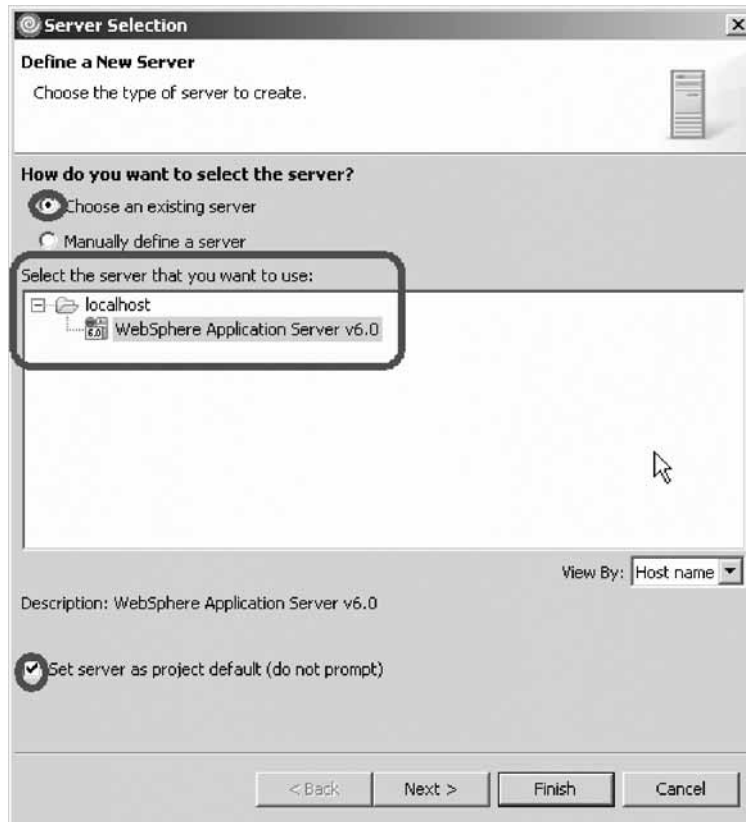 Server Selection
Define a New Server
Choose the type of server to create.
How do you want to select the server?
Choose an existing server
Manually define a server
Select the server that you want to use:
localhost
WebSphere Application Server v6.0
View By: Host name
Description: WebSphere Application Server v6.0
Set server as project default (do not prompt)
< Back Next > Finish Cancel